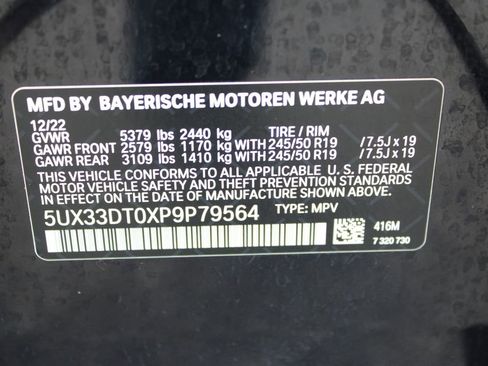 MFD BY BAYERISCHE MOTOREN WERKE AG
12/22
GVWR 5379 lbs 2440 kg TIRE / RIM
GAWR FRONT 2579 lbs 1170 kg WITH 245/50 R19 / 7.5J x 19
GAWR REAR 3109 lbs 1410 kg WITH 245/50 R19 / 7.5J x 19
THIS VEHICLE CONFORMS TO ALL APPLICABLE U.S. FEDERAL
MOTOR VEHICLE SAFETY AND THEFT PREVENTION STANDARDS
IN EFFECT ON THE DATE OF MANUFACTURE SHOWN ABOVE.
5UX33DT0XP9P79564 TYPE: MPV
416M
7 320 730